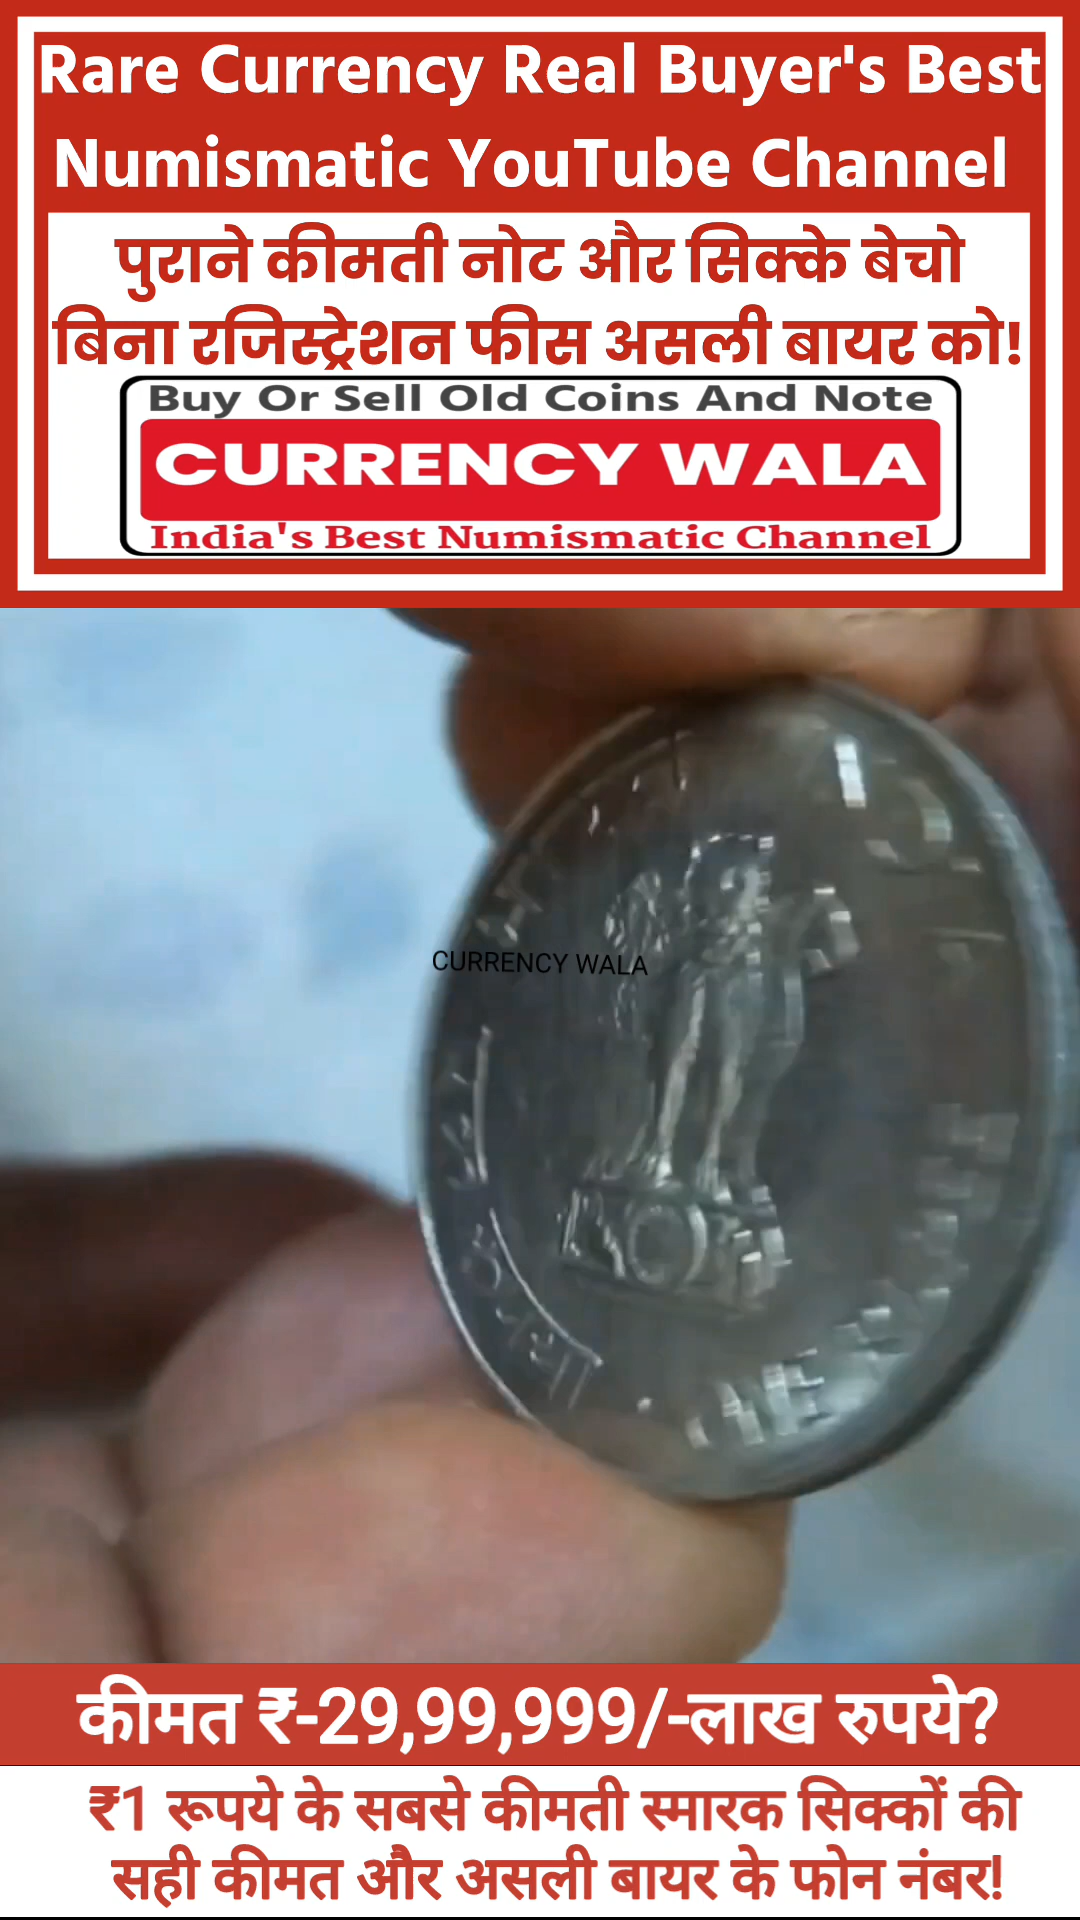 Rare Currency Real Buyer's Best
Numismatic YouTube Channel
पुराने कीमती नोट और सिक्के बेचो
बिना रजिस्ट्रेशन फीस असली बायर को!
Buy Or Sell Old Coins And Note
CURRENCY WALA
India's Best Numismatic Channel
CURRENCY WALA
कीमत ₹-29,99,999/-लाख रुपये?
₹1 रूपये के सबसे कीमती स्मारक सिक्कों की
सही कीमत और असली बायर के फोन नंबर!